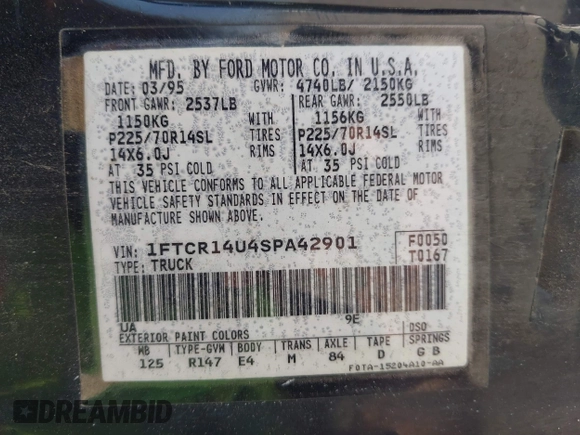 MFD. BY FORD MOTOR CO. IN U.S.A.
DATE: 03/95 GVWR: 4740LB/ 2150KG
FRONT GAWR: 2537LB REAR GAWR: 2550LB
1150KG WITH 1156KG WITH
P225/70R14SL TIRES P225/70R14SL TIRES
14X6.0J RIMS 14X6.0J RIMS
AT 35 PSI COLD AT 35 PSI COLD
THIS VEHICLE CONFORMS TO ALL APPLICABLE FEDERAL MOTOR
VEHICLE SAFETY STANDARDS IN EFFECT ON THE DATE OF
MANUFACTURE SHOWN ABOVE.
VIN: 1FTCR14U4SPA42901 F0050
TYPE: TRUCK T0167
UA 9E
EXTERIOR PAINT COLORS DSO
WB TYPE-GVM BODY TRANS AXLE TAPE SPRINGS
125 R147 E4 M 84 D G B
F0TA-15204A10-AA
DREAMBID